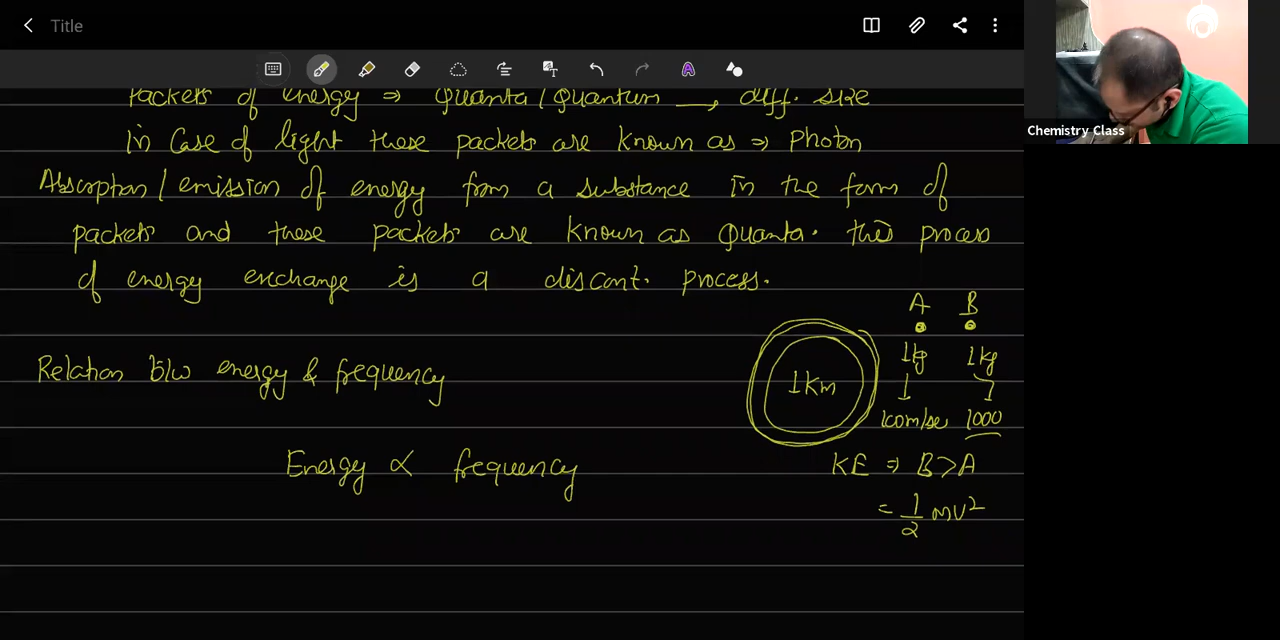 Title
Packets of energy ⇒ Quanta/Quantum → diff. size
in Case of light these packets are known as ⇒ Photon
Chemistry Class
Absorption/emission of energy from a substance in the form of
packets and these packets are known as Quanta. this process
of energy exchange is a discont. process.
A B
1kg 1kg
Relation b/w energy & frequency
1Km
100m/se 1000
Energy ∝ frequency
KE ⇒ B>A
= 1/2 mv²